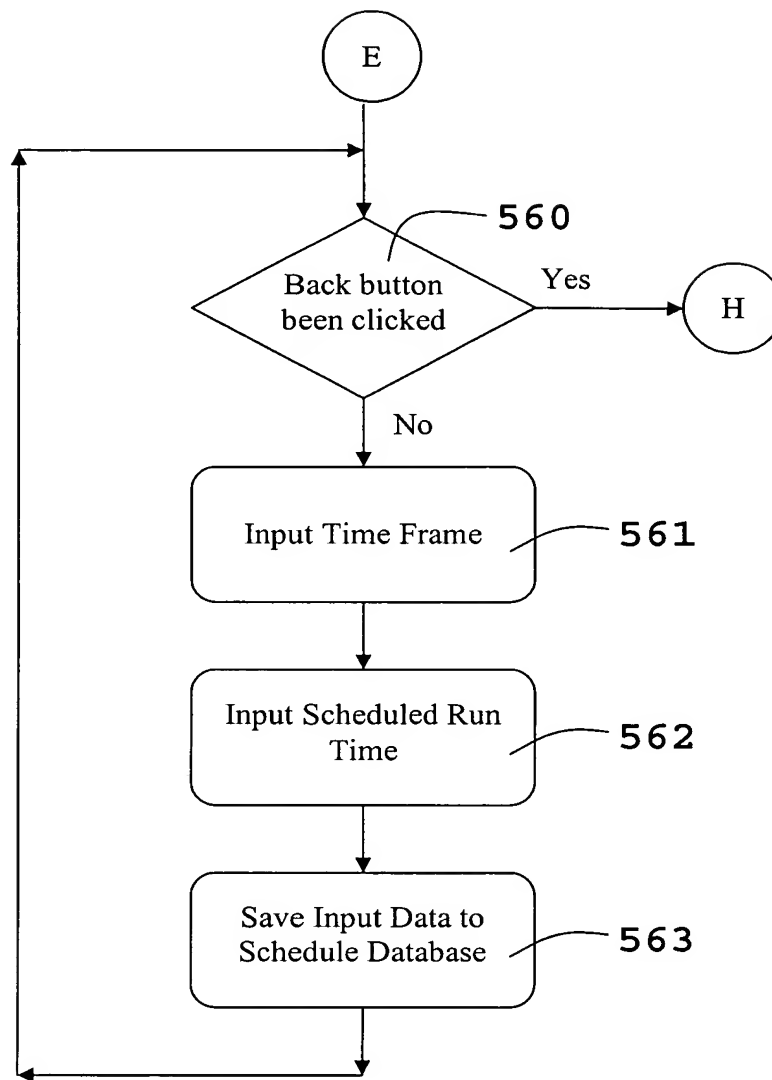 E
560
Back button
been clicked
Yes
H
No
Input Time Frame
561
Input Scheduled Run
Time
562
Save Input Data to
Schedule Database
563